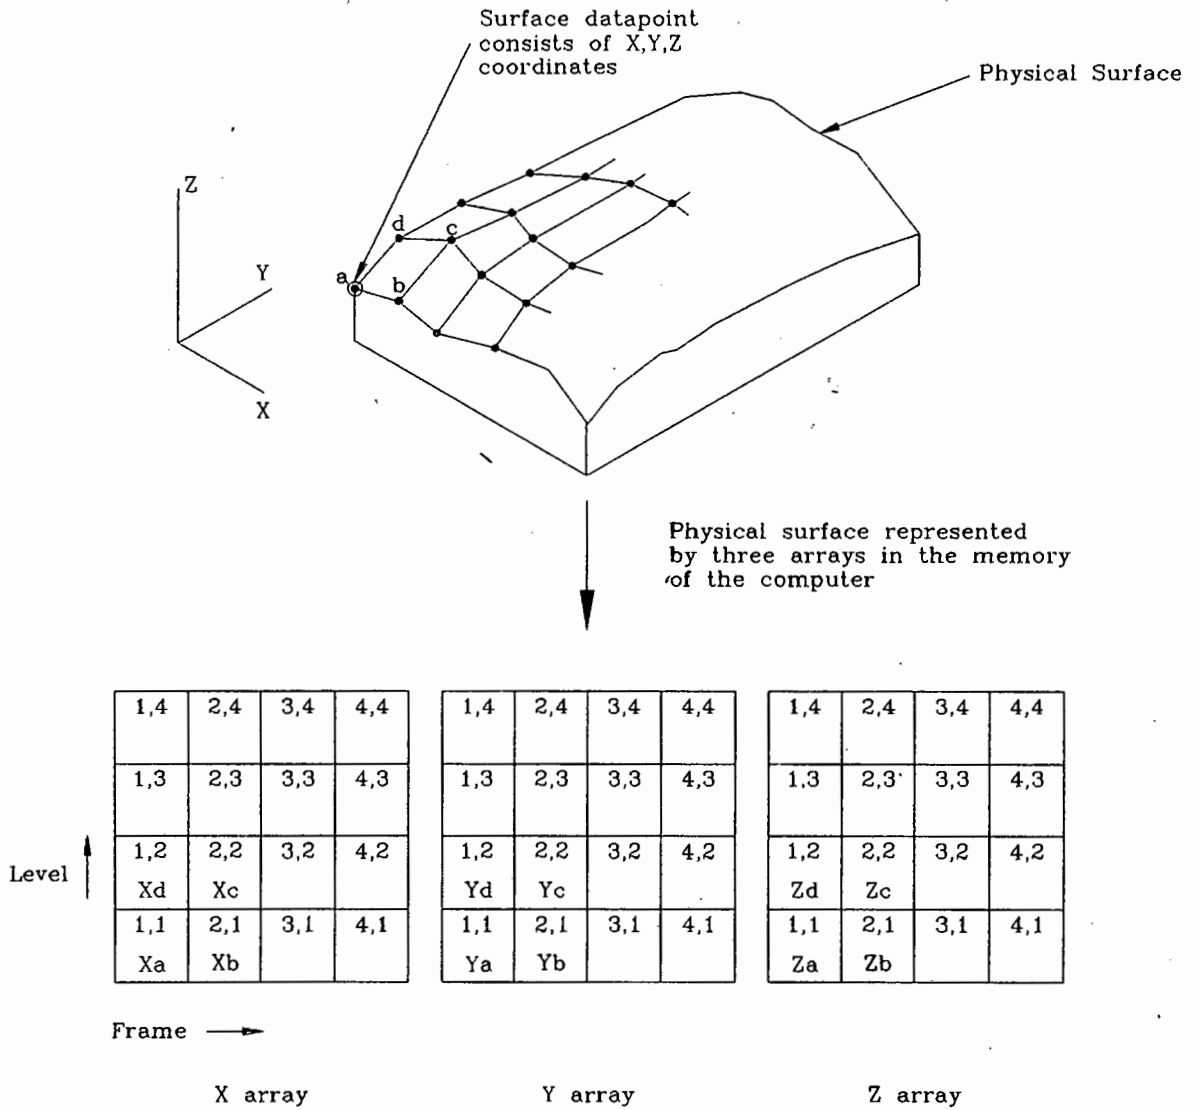 Surface datapoint
consists of X,Y,Z
coordinates
Physical Surface
Z
Y
X
a
b
c
d
Physical surface represented
by three arrays in the memory
of the computer
1,4 2,4 3,4 4,4 1,4 2,4 3,4 4,4 1,4 2,4 3,4 4,4
1,3 2,3 3,3 4,3 1,3 2,3 3,3 4,3 1,3 2,3 3,3 4,3
1,2 2,2 3,2 4,2 1,2 2,2 3,2 4,2 1,2 2,2 3,2 4,2
Level
Xd Xc Yd Yc Zd Zc
1,1 2,1 3,1 4,1 1,1 2,1 3,1 4,1 1,1 2,1 3,1 4,1
Xa Xb Ya Yb Za Zb
Frame
X array Y array Z array